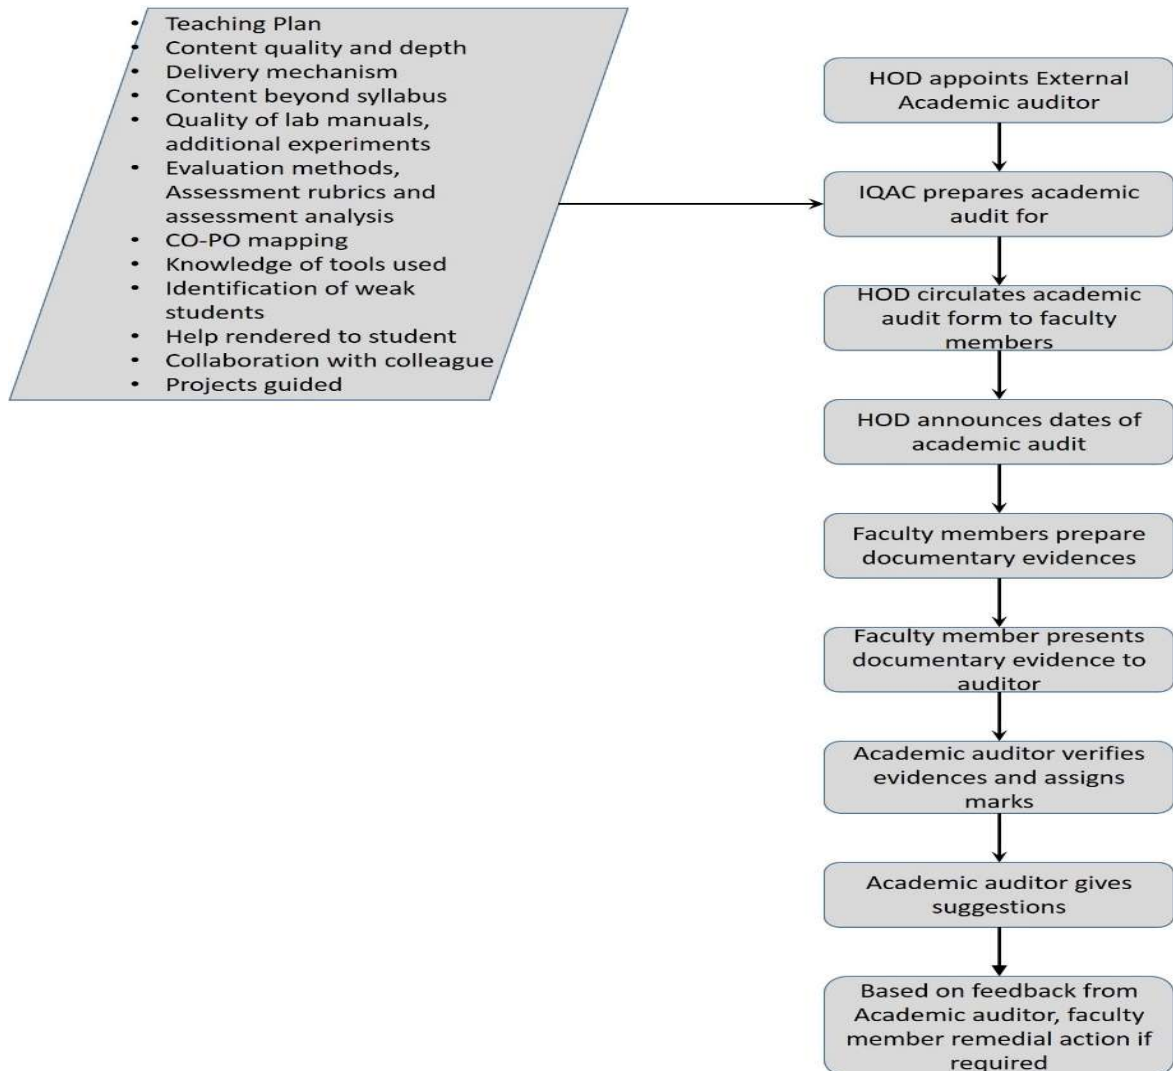 • Teaching Plan
• Content quality and depth
• Delivery mechanism
• Content beyond syllabus
• Quality of lab manuals,
additional experiments
• Evaluation methods,
Assessment rubrics and
assessment analysis
• CO-PO mapping
• Knowledge of tools used
• Identification of weak
students
• Help rendered to student
• Collaboration with colleague
• Projects guided
HOD appoints External
Academic auditor
IQAC prepares academic
audit for
HOD circulates academic
audit form to faculty
members
HOD announces dates of
academic audit
Faculty members prepare
documentary evidences
Faculty member presents
documentary evidence to
auditor
Academic auditor verifies
evidences and assigns
marks
Academic auditor gives
suggestions
Based on feedback from
Academic auditor, faculty
member remedial action if
required